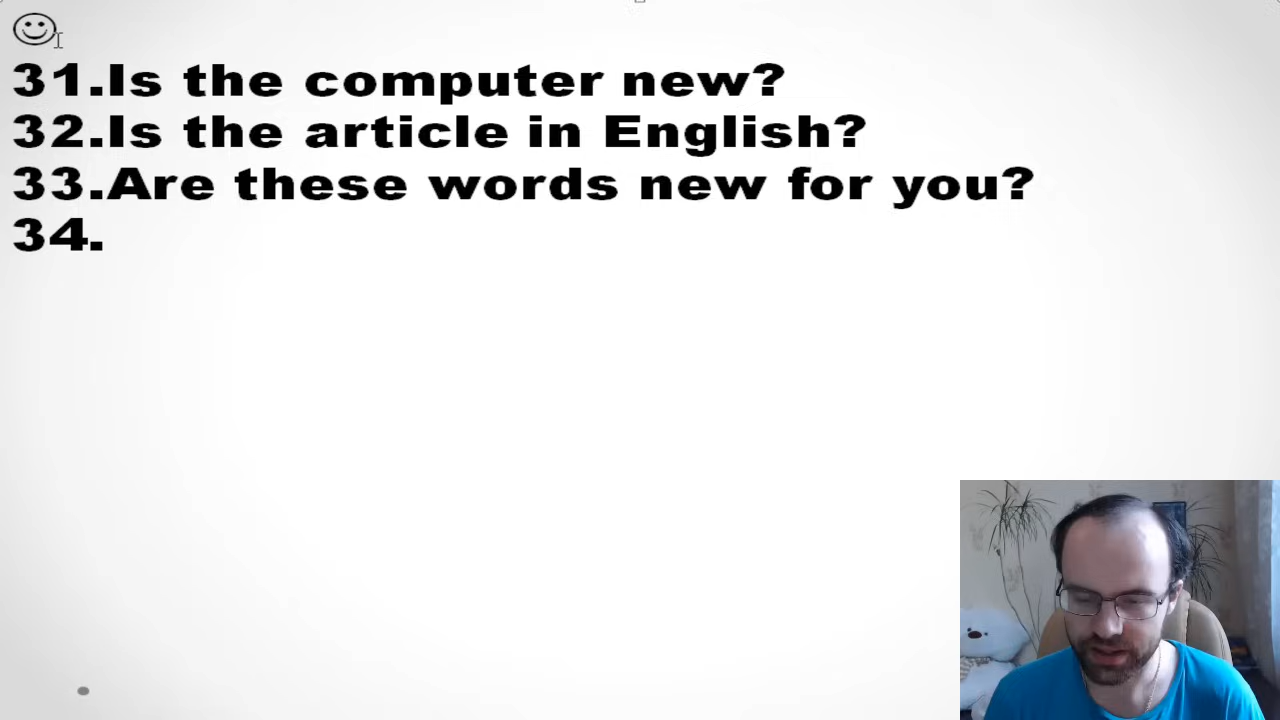 31.Is the computer new?
32.Is the article in English?
33.Are these words new for you?
34.